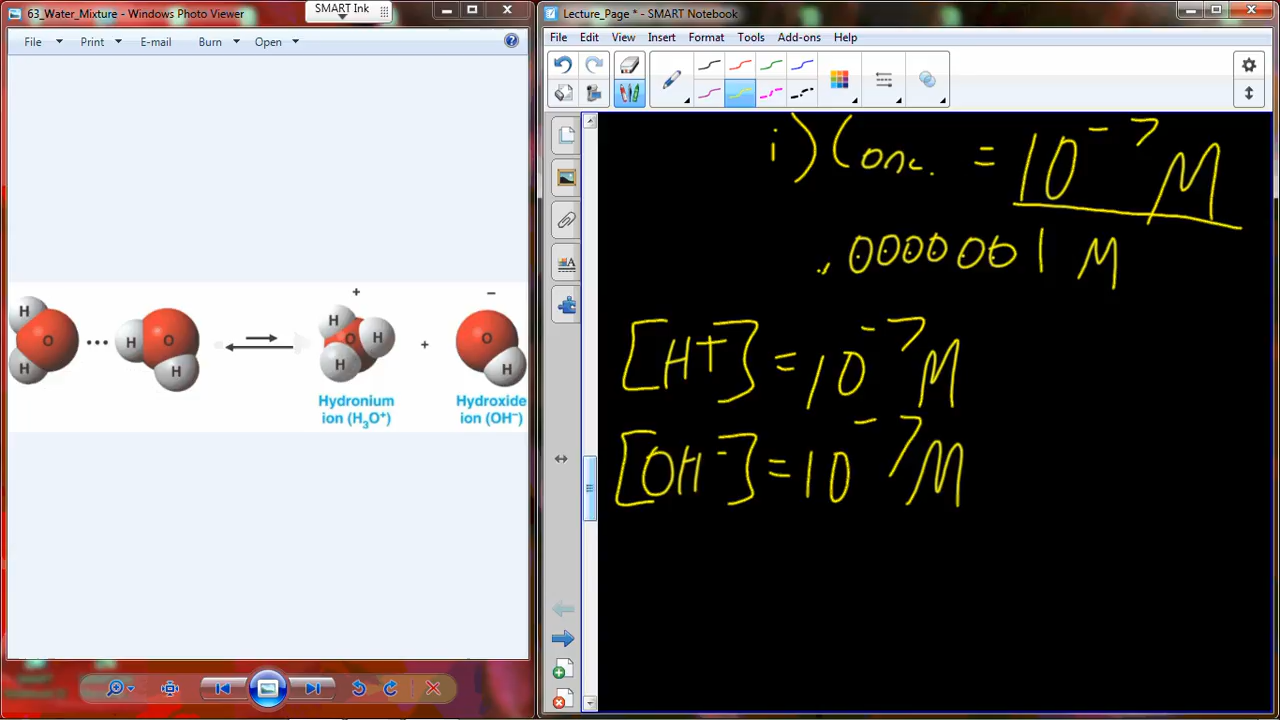 63_Water_Mixture - Windows Photo Viewer
SMART Ink
File Print E-mail Burn Open
H
O
H
...
H
O
H
+
H
O
H
H
+
−
O
H
Hydronium
ion (H₃O⁺)
Hydroxide
ion (OH⁻)
Lecture_Page * - SMART Notebook
File Edit View Insert Format Tools Add-ons Help
i) Conc. = 10⁻⁷ M
.0000001 M
[H+] = 10⁻⁷ M
[OH⁻] = 10⁻⁷ M